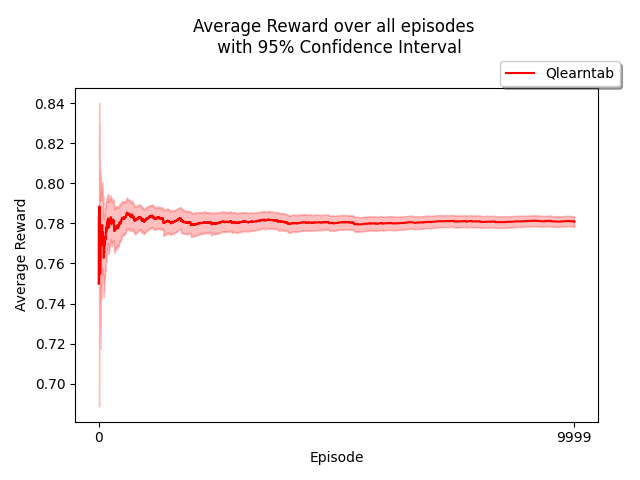 Average Reward over all episodes
with 95% Confidence Interval
Qlearntab
0.84
0.82
0.80
0.78
0.76
0.74
0.72
0.70
Average Reward
0
9999
Episode